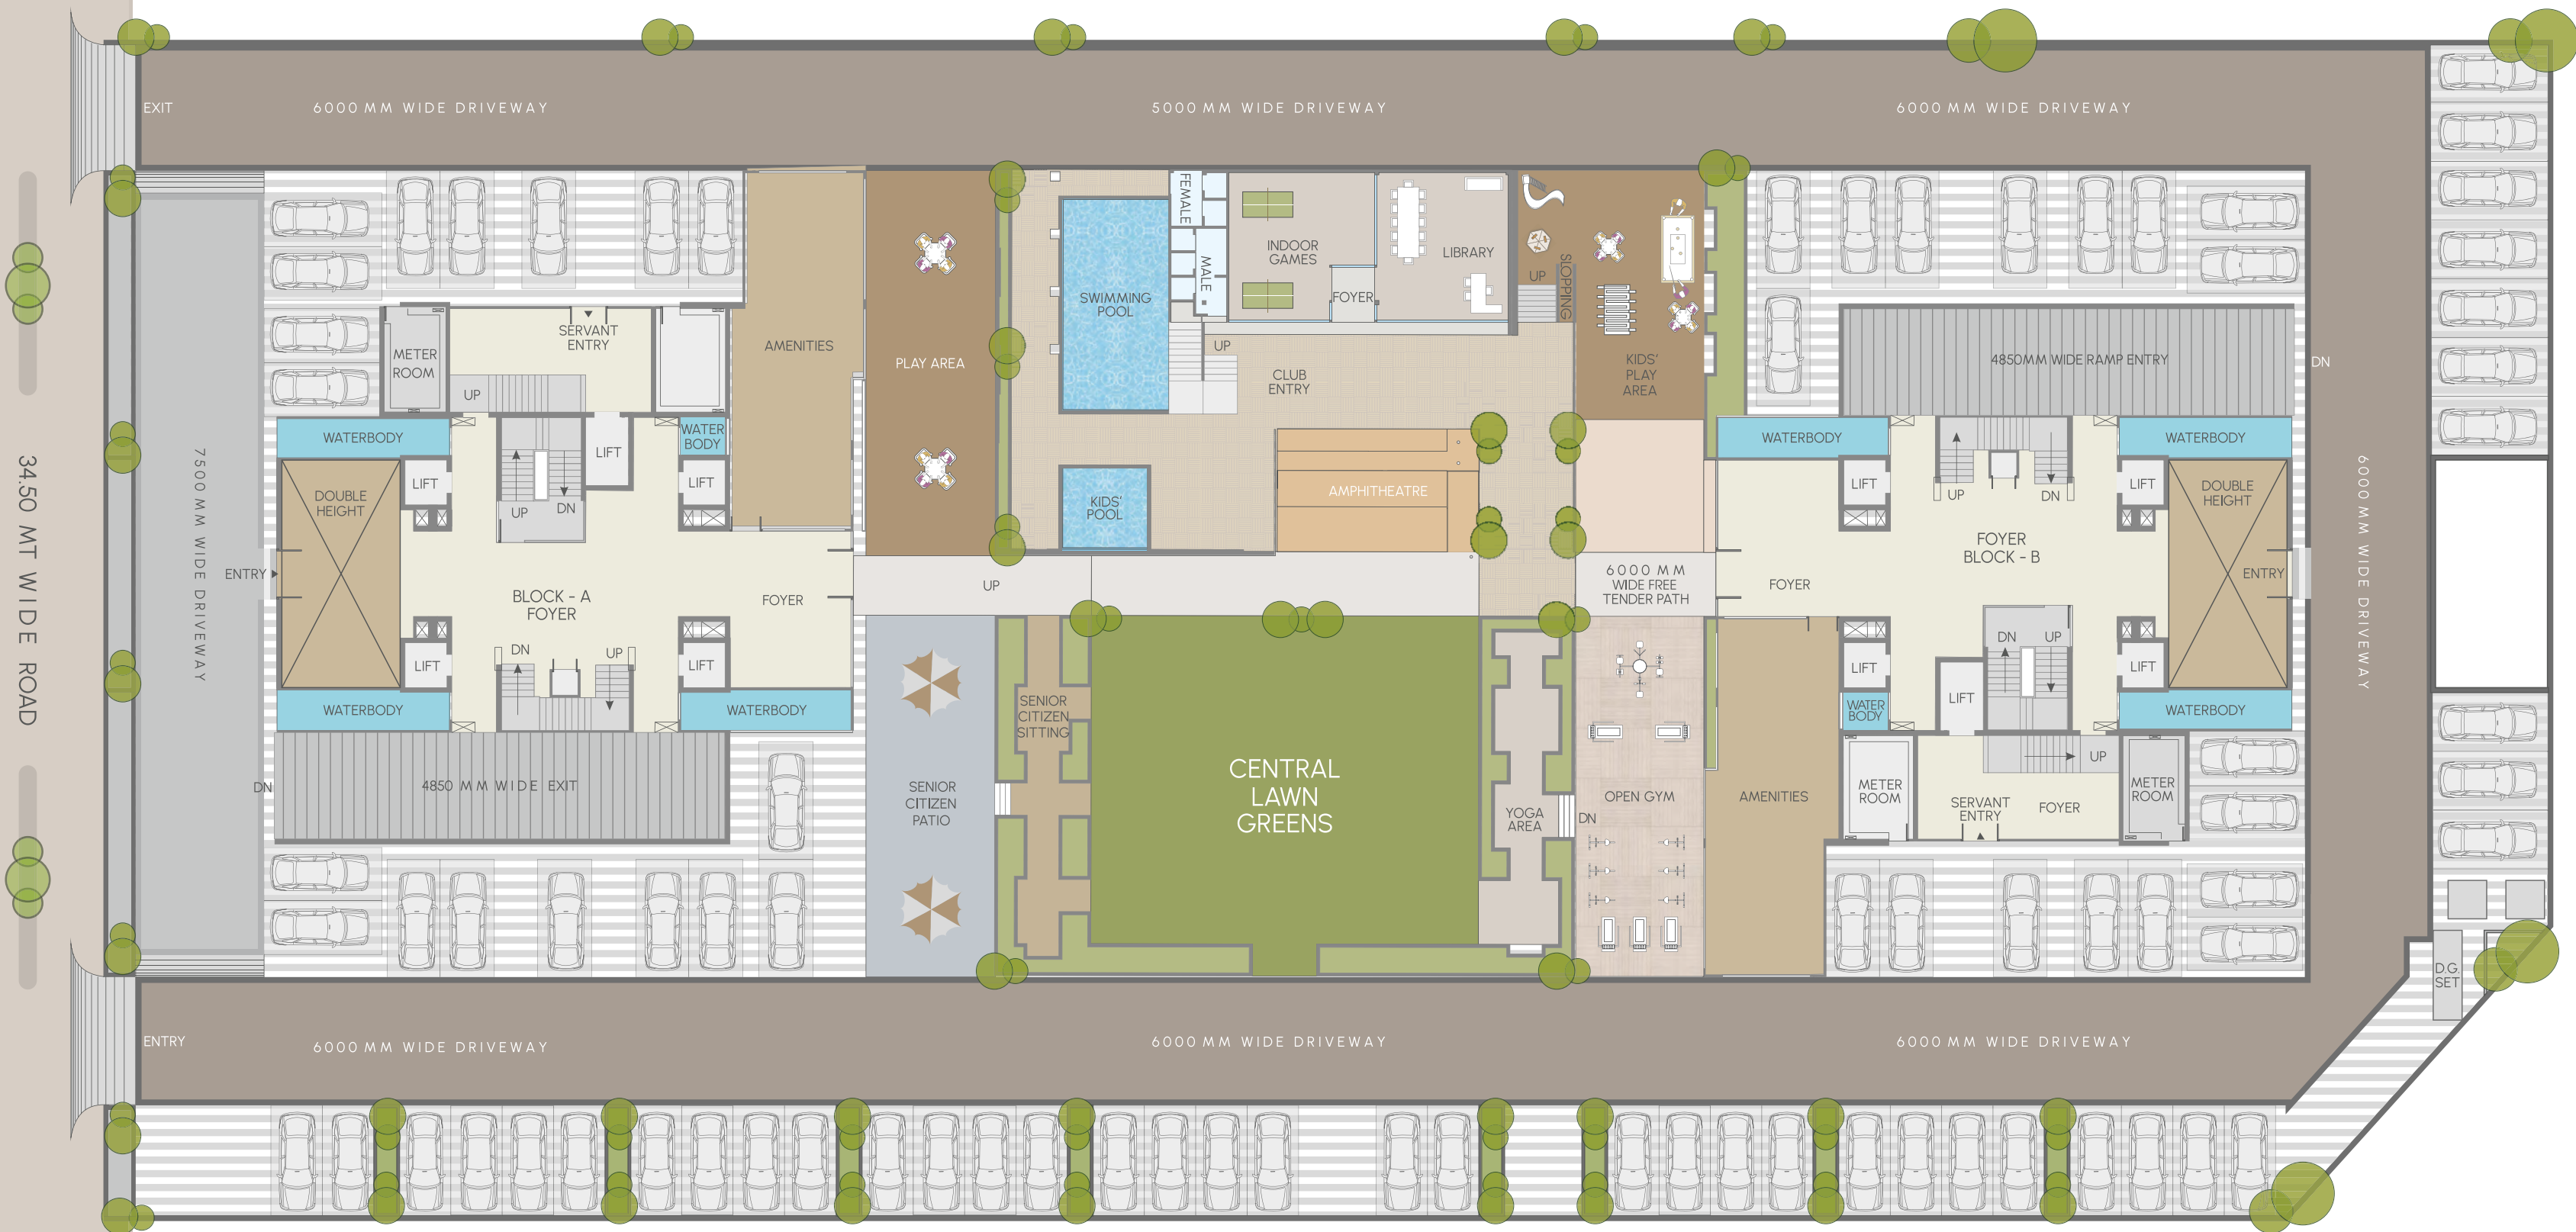 EXIT
6000 MM WIDE DRIVEWAY
5000 MM WIDE DRIVEWAY
6000 MM WIDE DRIVEWAY
34.50 MT WIDE ROAD
7500 MM WIDE DRIVEWAY
METER
ROOM
SERVANT
ENTRY
UP
AMENITIES
PLAY AREA
WATERBODY
WATER
BODY
LIFT
LIFT
LIFT
DOUBLE
HEIGHT
UP
DN
ENTRY
BLOCK - A
FOYER
FOYER
LIFT
DN
UP
LIFT
WATERBODY
WATERBODY
DN
4850 MM WIDE EXIT
SWIMMING
POOL
FEMALE
MALE
INDOOR
GAMES
FOYER
LIBRARY
UP
SLOPPING
UP
CLUB
ENTRY
KIDS'
PLAY
AREA
KIDS'
POOL
AMPHITHEATRE
UP
6000 MM
WIDE FREE
TENDER PATH
SENIOR
CITIZEN
PATIO
SENIOR
CITIZEN
SITTING
CENTRAL
LAWN
GREENS
YOGA
AREA
DN
OPEN GYM
AMENITIES
4850MM WIDE RAMP ENTRY
DN
WATERBODY
WATERBODY
LIFT
UP
DN
LIFT
DOUBLE
HEIGHT
FOYER
BLOCK - B
FOYER
ENTRY
LIFT
DN
UP
LIFT
WATER
BODY
LIFT
WATERBODY
METER
ROOM
SERVANT
ENTRY
FOYER
UP
METER
ROOM
6000 MM WIDE DRIVEWAY
D.G.
SET
ENTRY
6000 MM WIDE DRIVEWAY
6000 MM WIDE DRIVEWAY
6000 MM WIDE DRIVEWAY